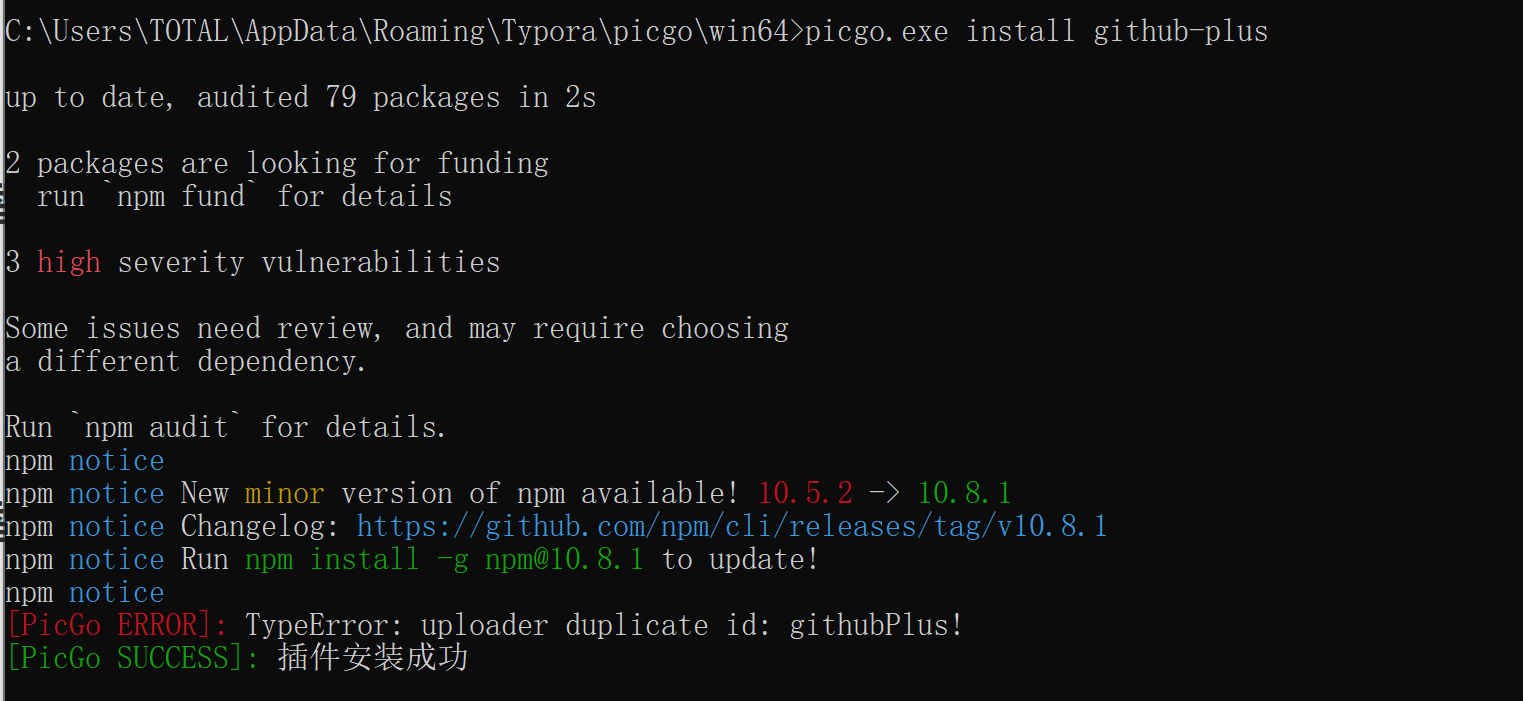 C:\Users\TOTAL\AppData\Roaming\Typora\picgo\win64>picgo.exe install github-plus
up to date, audited 79 packages in 2s
2 packages are looking for funding
  run `npm fund` for details
3 high severity vulnerabilities
Some issues need review, and may require choosing
a different dependency.
Run `npm audit` for details.
npm notice
npm notice New minor version of npm available! 10.5.2 -> 10.8.1
npm notice Changelog: https://github.com/npm/cli/releases/tag/v10.8.1
npm notice Run npm install -g npm@10.8.1 to update!
npm notice
[PicGo ERROR]: TypeError: uploader duplicate id: githubPlus!
[PicGo SUCCESS]: 插件安装成功